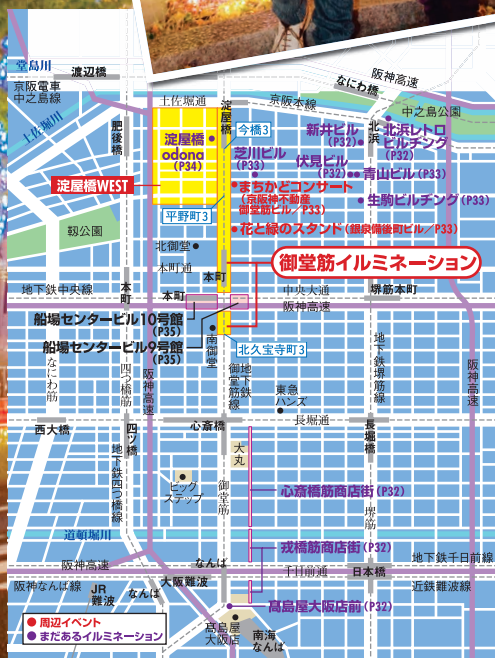 堂島川
渡辺橋
京阪電車
中之島線
土佐堀川
土佐堀通
肥後橋
淀屋橋
京阪本線
なにわ橋
阪神高速
中之島公園
北浜
今橋3
淀屋橋
odona
(P34)
芝川ビル
(P33)
新井ビル
(P32)
伏見ビル
(P32)
北浜レトロ
ビルヂング
(P32)
青山ビル(P33)
生駒ビルヂング(P33)
淀屋橋WEST
まちかどコンサート
(京阪神不動産
御堂筋ビル/P33)
平野町3
花と緑のスタンド(銀泉備後町ビル/P33)
靱公園
北御堂
本町通
御堂筋イルミネーション
本町
地下鉄中央線
本町
本町
中央大通
阪神高速
堺筋本町
船場センタービル10号館
(P35)
船場センタービル9号館
(P35)
南御堂
北久宝寺町3
なにわ筋
四つ橋筋
阪神高速
地下鉄
御堂筋線
東急
ハンズ
地下鉄堺筋線
阪神高速
西大橋
四ツ橋
心斎橋
長堀通
長堀橋
地下鉄四つ橋線
大丸
ビッグ
ステップ
御堂筋
心斎橋筋商店街(P32)
堺筋
道頓堀川
戎橋筋商店街(P32)
地下鉄千日前線
阪神高速
なんば
大阪難波
千日前通
日本橋
阪神なんば線
JR
難波
なんば
近鉄難波線
髙島屋大阪店前(P32)
髙島屋
大阪店
南海
なんば
周辺イベント
まだあるイルミネーション